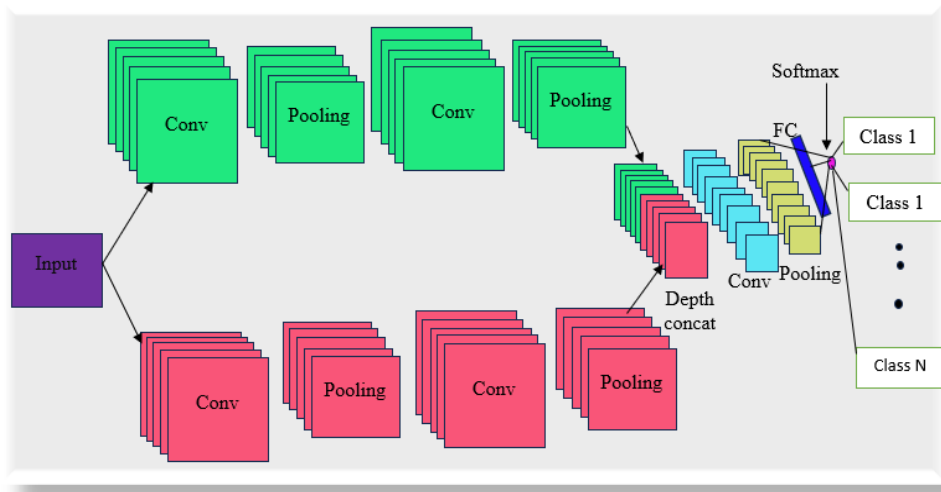 Conv
Pooling
Conv
Pooling
Softmax
FC
Class 1
Class 1
Input
Conv
Pooling
Depth
concat
Class N
Conv
Pooling
Conv
Pooling